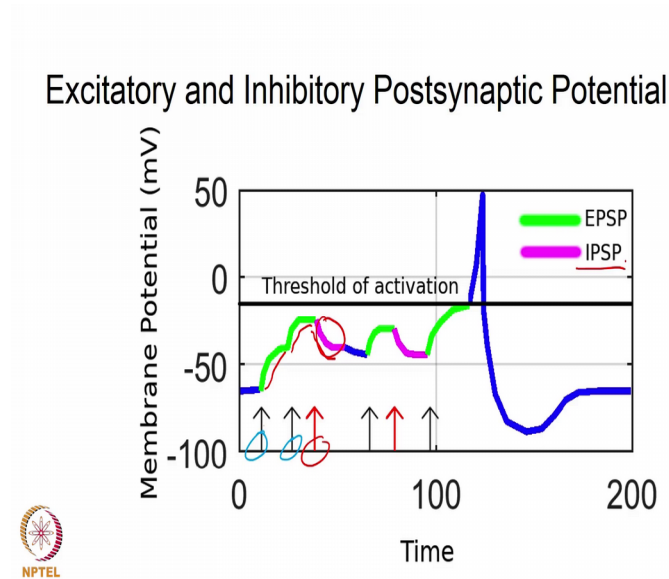 Excitatory and Inhibitory Postsynaptic Potential
Membrane Potential (mV)
50
0
-50
-100
EPSP
IPSP
Threshold of activation
0
100
200
Time
NPTEL